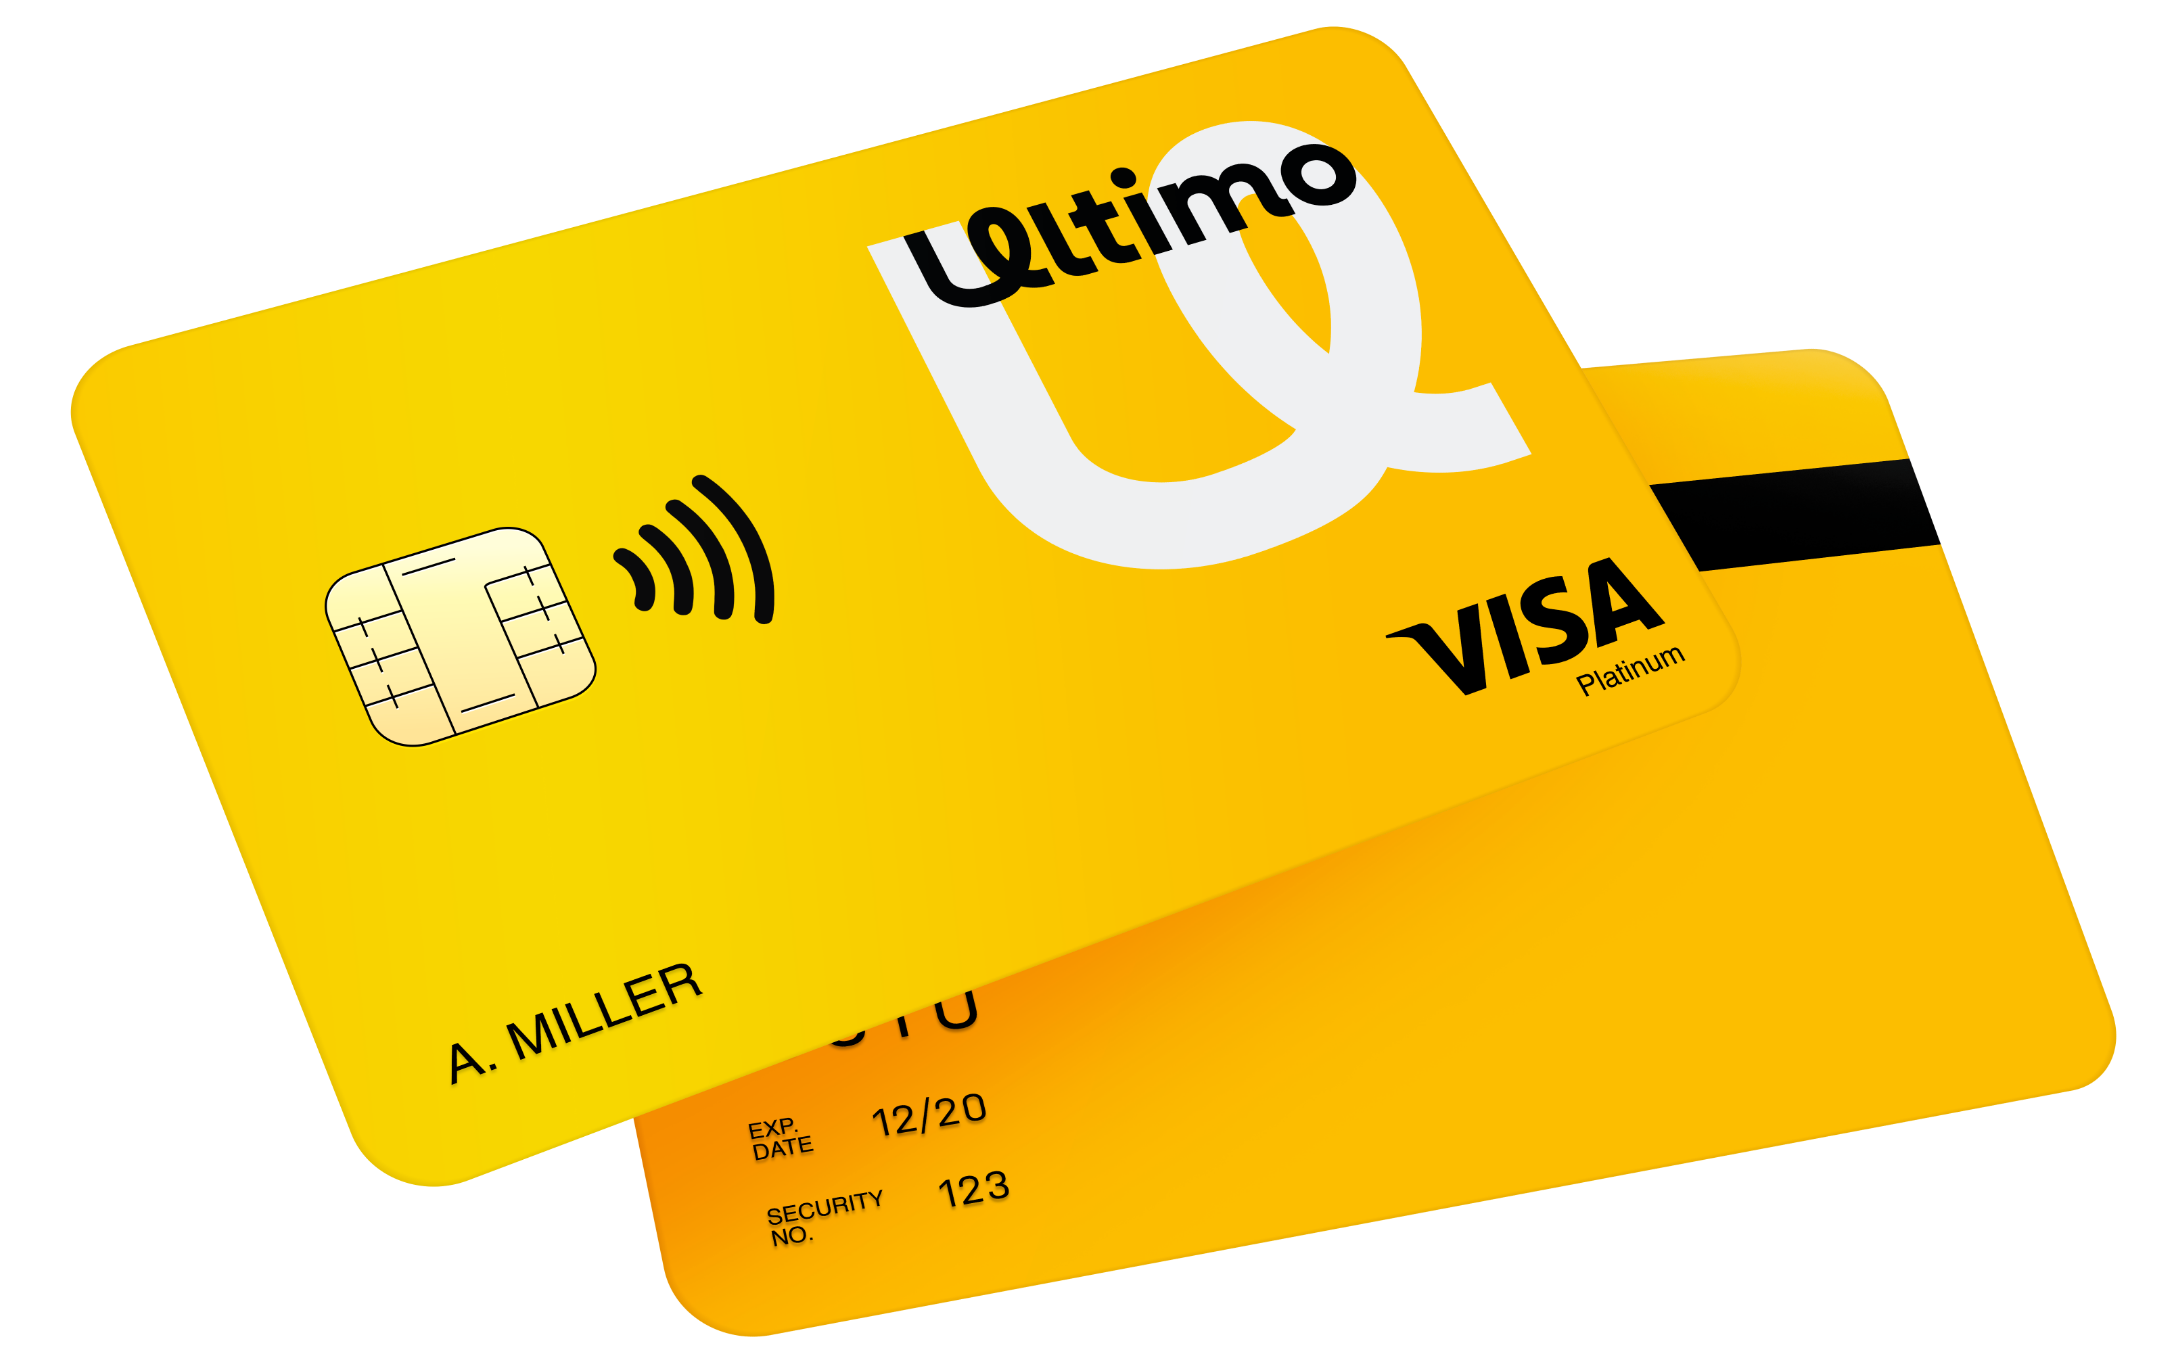 Ultimo
VISA
Platinum
A. MILLER
EXP.
DATE
12/20
SECURITY
NO.
123